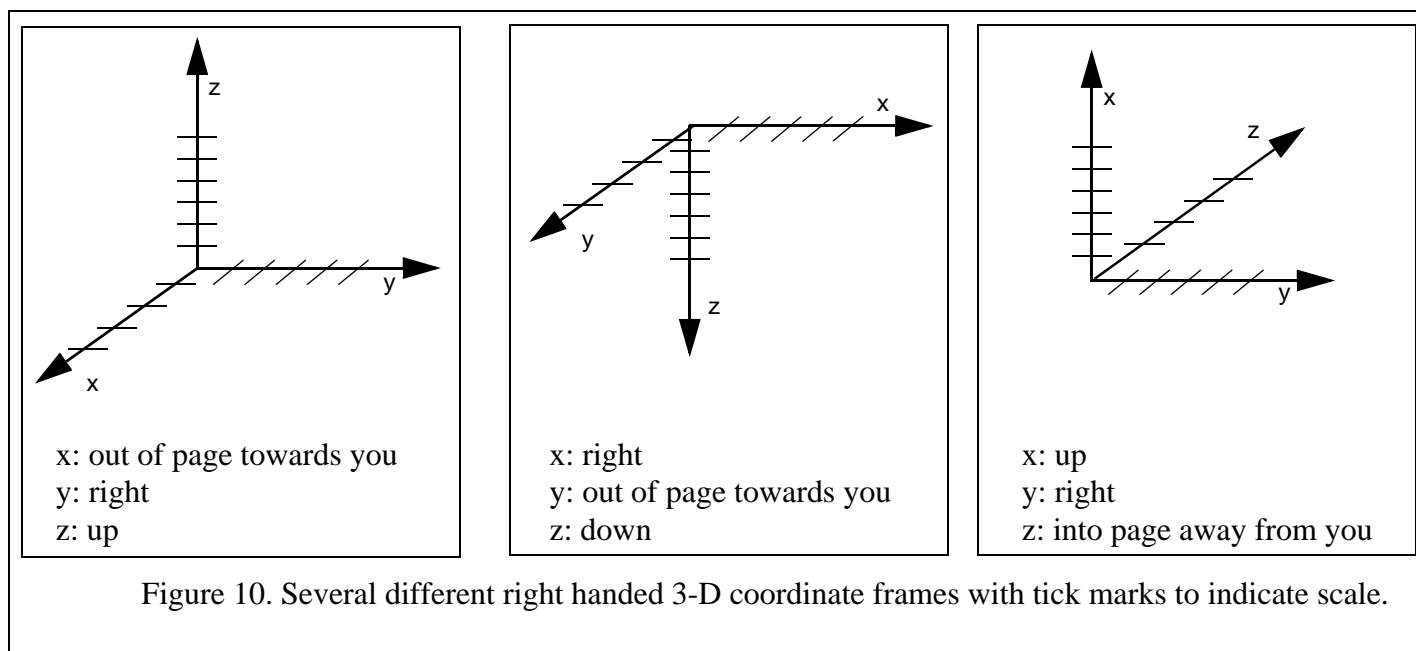 z
y
x
x: out of page towards you
y: right
z: up
x
y
z
x: right
y: out of page towards you
z: down
x
z
y
x: up
y: right
z: into page away from you
Figure 10. Several different right handed 3-D coordinate frames with tick marks to indicate scale.